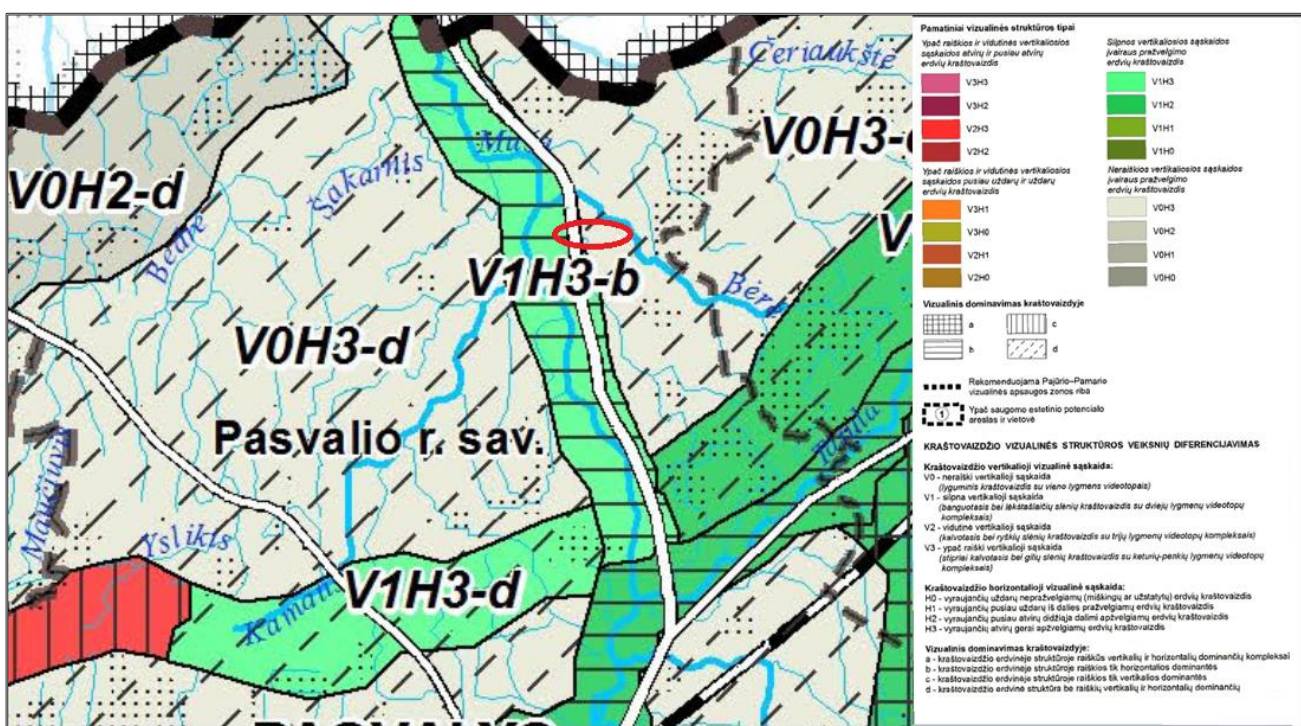 Čeriaukštė
Mūša
V0H3-
Šakarnis
V0H2-d
Beržė
V
V1H3-b
V0H3-d
Pasvalio r. sav.
Yslikis
V1H3-d
Kamatis
Pamatiniai vizualinės struktūros tipai
Ypač raiškios ir vidutinės vertikaliosios
sąskaidos atvirų ir pusiau atvirų
erdvių kraštovaizdis
V3H3
V3H2
V2H3
V2H2
Ypač raiškios ir vidutinės vertikaliosios
sąskaidos pusiau uždarų ir uždarų
erdvių kraštovaizdis
V3H1
V3H0
V2H1
V2H0
Silpnos vertikaliosios sąskaidos
įvairaus pražvelgimo
erdvių kraštovaizdis
V1H3
V1H2
V1H1
V1H0
Neraiškios vertikaliosios sąskaidos
įvairaus pražvelgimo
erdvių kraštovaizdis
V0H3
V0H2
V0H1
V0H0
Vizualinis dominavimas kraštovaizdyje
a
c
b
d
Rekomenduojama Pajūrio–Pamario
vizualinės apsaugos zonos riba
1
Ypač saugomo estetinio potencialo
arealas ir vietovė
KRAŠTOVAIZDŽIO VIZUALINĖS STRUKTŪROS VEIKSNIŲ DIFERENCIJAVIMAS
Kraštovaizdžio vertikalioji vizualinė sąskaida:
V0 - neraiški vertikalioji sąskaida
(lyguminis kraštovaizdis su vieno lygmens videotopais)
V1 - silpna vertikalioji sąskaida
(banguotasis bei lėkštašlaičių slėnių kraštovaizdis su dviejų lygmenų videotopų
kompleksais)
V2 - vidutinė vertikalioji sąskaida
(kalvotasis bei ryškių slėnių kraštovaizdis su trijų lygmenų videotopų kompleksais)
V3 - ypač raiški vertikalioji sąskaida
(stipriai kalvotasis bei gilių slėnių kraštovaizdis su keturių-penkių lygmenų videotopų
kompleksais)
Kraštovaizdžio horizontalioji vizualinė sąskaida:
H0 - vyraujančių uždarų nepražvelgiamų (miškingų ar užstatytų) erdvių kraštovaizdis
H1 - vyraujančių pusiau uždarų iš dalies pražvelgiamų erdvių kraštovaizdis
H2 - vyraujančių pusiau atvirų didžiąja dalimi apžvelgiamų erdvių kraštovaizdis
H3 - vyraujančių atvirų gerai apžvelgiamų erdvių kraštovaizdis
Vizualinis dominavimas kraštovaizdyje:
a - kraštovaizdžio erdvinėje struktūroje raiškūs vertikalių ir horizontalių dominančių kompleksai
b - kraštovaizdžio erdvinėje struktūroje raiškios tik horizontalios dominantės
c - kraštovaizdžio erdvinėje struktūroje raiškios tik vertikalios dominantės
d - kraštovaizdžio erdvinė struktūra be raiškių vertikalių ir horizontalių dominančių